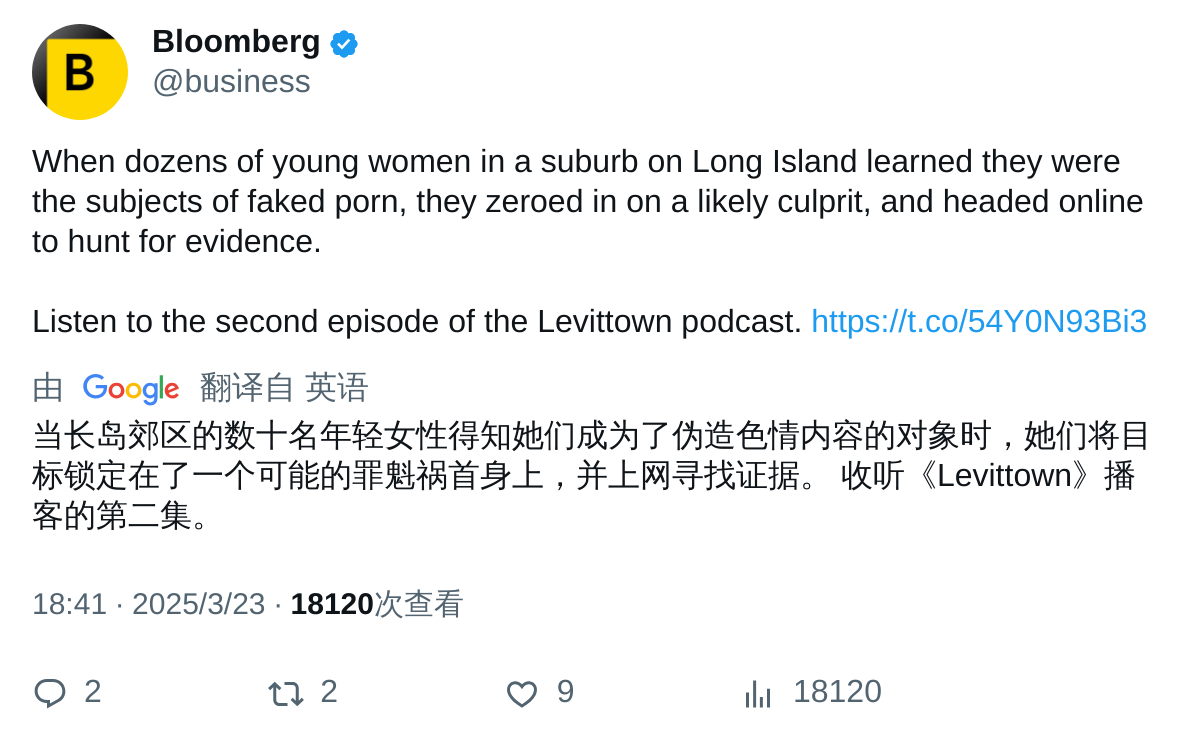 B
Bloomberg
@business
When dozens of young women in a suburb on Long Island learned they were
the subjects of faked porn, they zeroed in on a likely culprit, and headed online
to hunt for evidence.
Listen to the second episode of the Levittown podcast. https://t.co/54Y0N93Bi3
由 Google 翻译自 英语
当长岛郊区的数十名年轻女性得知她们成为了伪造色情内容的对象时，她们将目
标锁定在了一个可能的罪魁祸首身上，并上网寻找证据。 收听《Levittown》播
客的第二集。
18:41 · 2025/3/23 · 18120次查看
2 2 9 18120